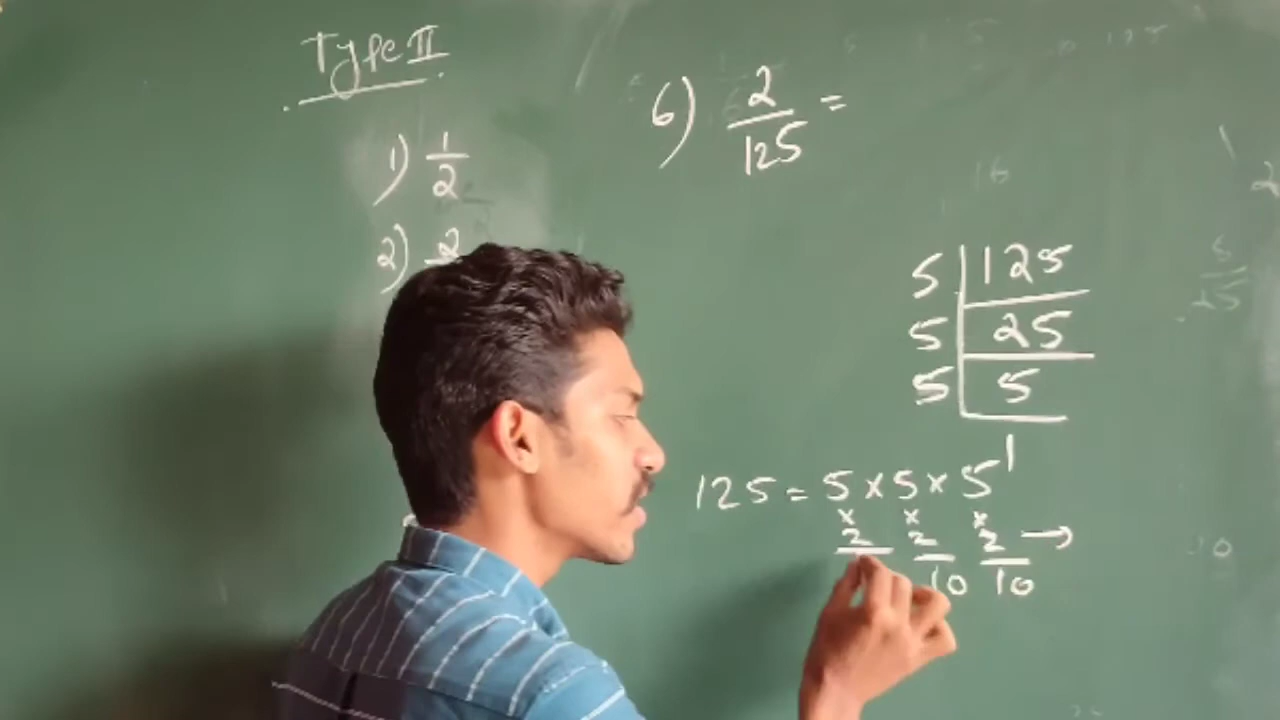 Type II
1) 1/2
2) 2
6) 2/125 =
5 | 125
5 | 25
5 | 5
1
125 = 5 × 5 × 5
× × ×
2 2 2 →
10 10